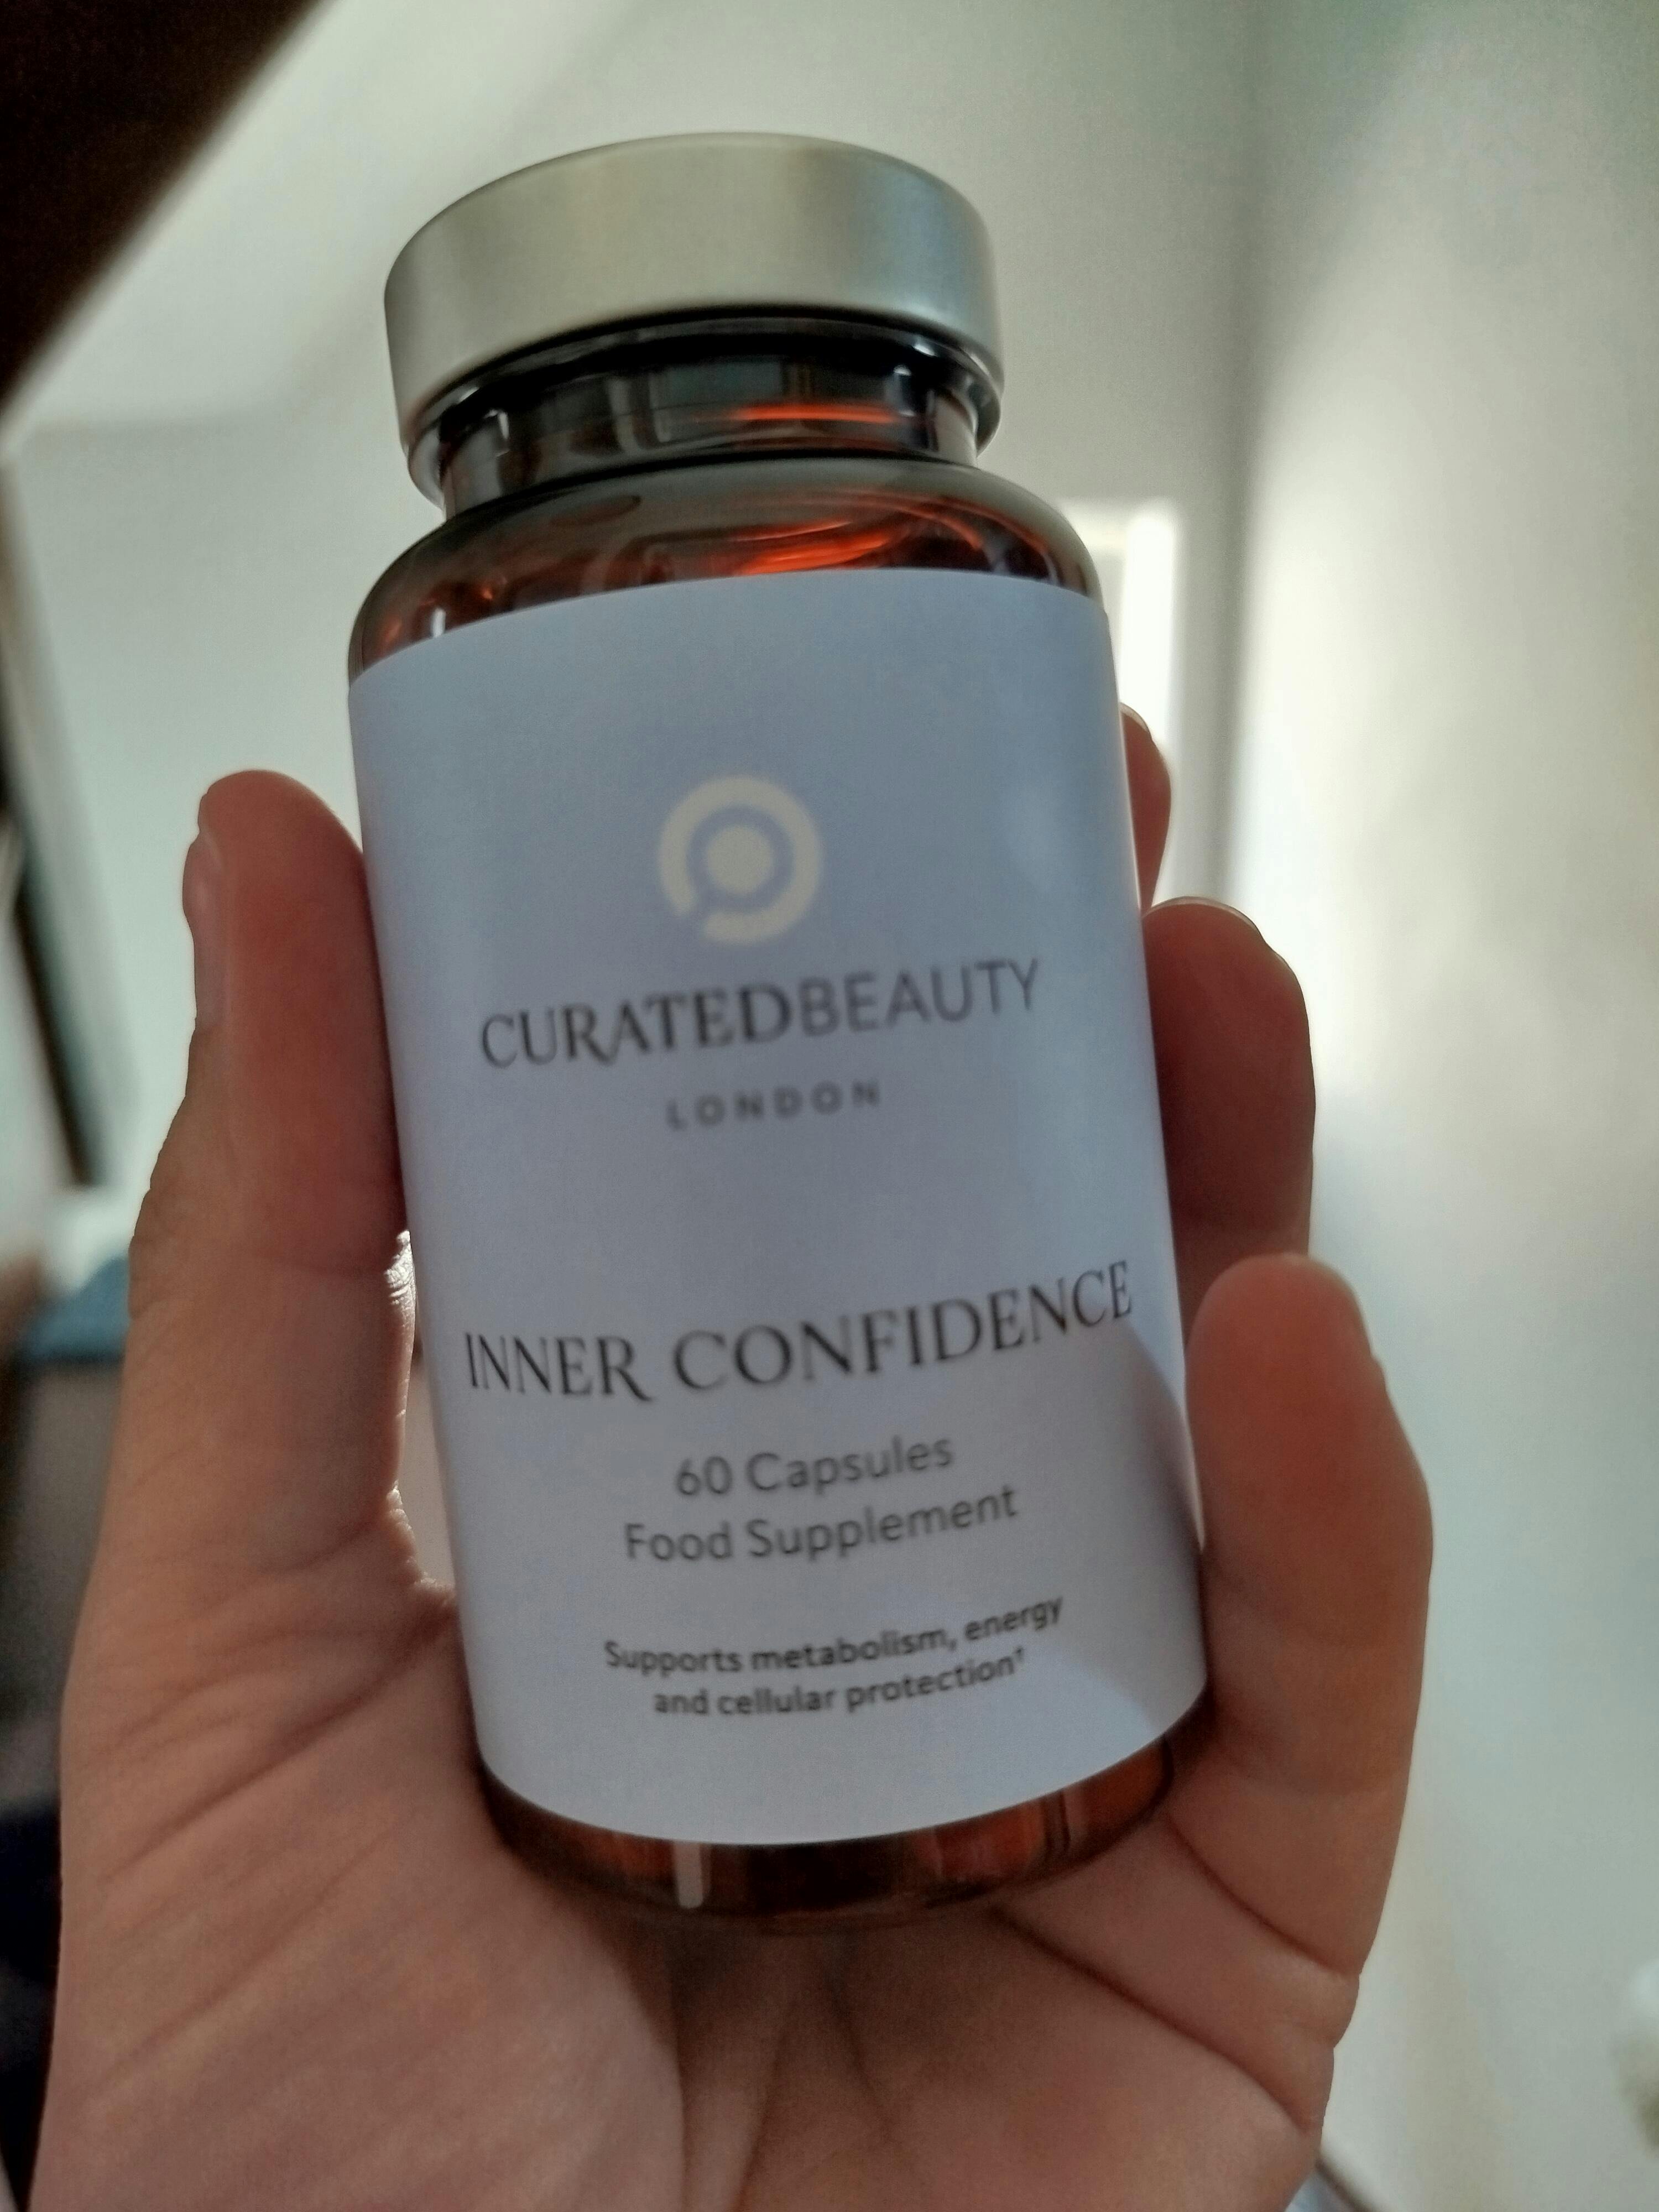 CURATEDBEAUTY
LONDON
INNER CONFIDENCE
60 Capsules
Food Supplement
Supports metabolism, energy
and cellular protection†